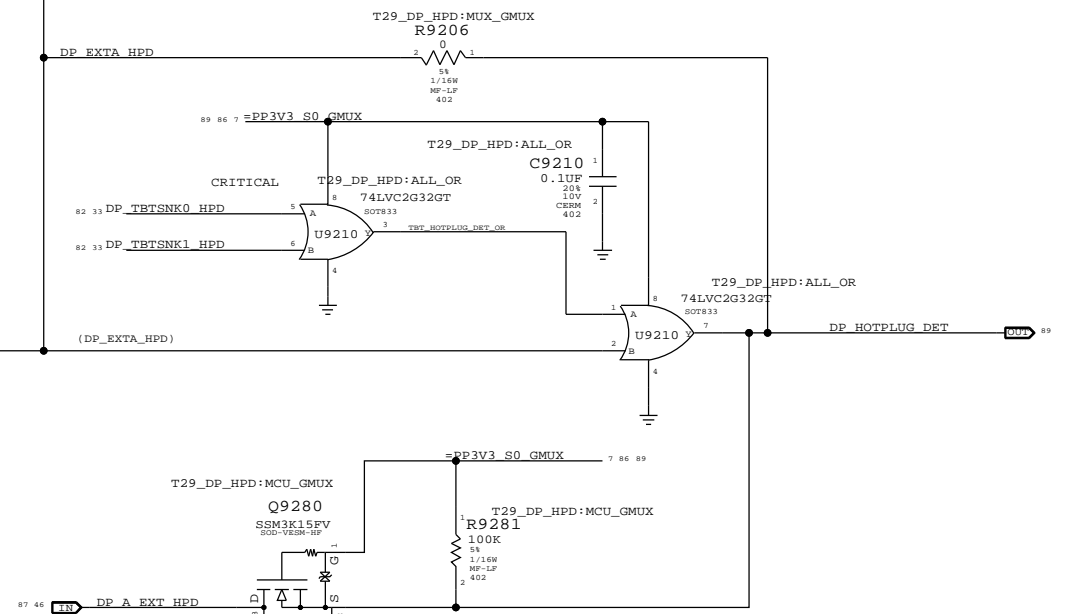 T29_DP_HPD:MUX_GMUX
R9206
DP_EXTA_HPD
0
2
1
5%
1/16W
MF-LF
402
89 86 7 =PP3V3_S0_GMUX
T29_DP_HPD:ALL_OR
C9210
1
0.1UF
20%
10V
CERM
402
2
CRITICAL
T29_DP_HPD:ALL_OR
8
74LVC2G32GT
SOT833
82 33 DP_TBTSNK0_HPD
5
A
U9210
Y
3
TBT_HOTPLUG_DET_OR
82 33 DP_TBTSNK1_HPD
6
B
4
T29_DP_HPD:ALL_OR
8
74LVC2G32GT
SOT833
1
A
U9210
Y
7
DP_HOTPLUG_DET
OUT
89
(DP_EXTA_HPD)
2
B
4
=PP3V3_S0_GMUX
7 86 89
T29_DP_HPD:MCU_GMUX
Q9280
SSM3K15FV
SOD-VESM-HF
T29_DP_HPD:MCU_GMUX
1
R9281
100K
5%
1/16W
MF-LF
402
2
1
G
D
S
87 46
IN
DP_A_EXT_HPD